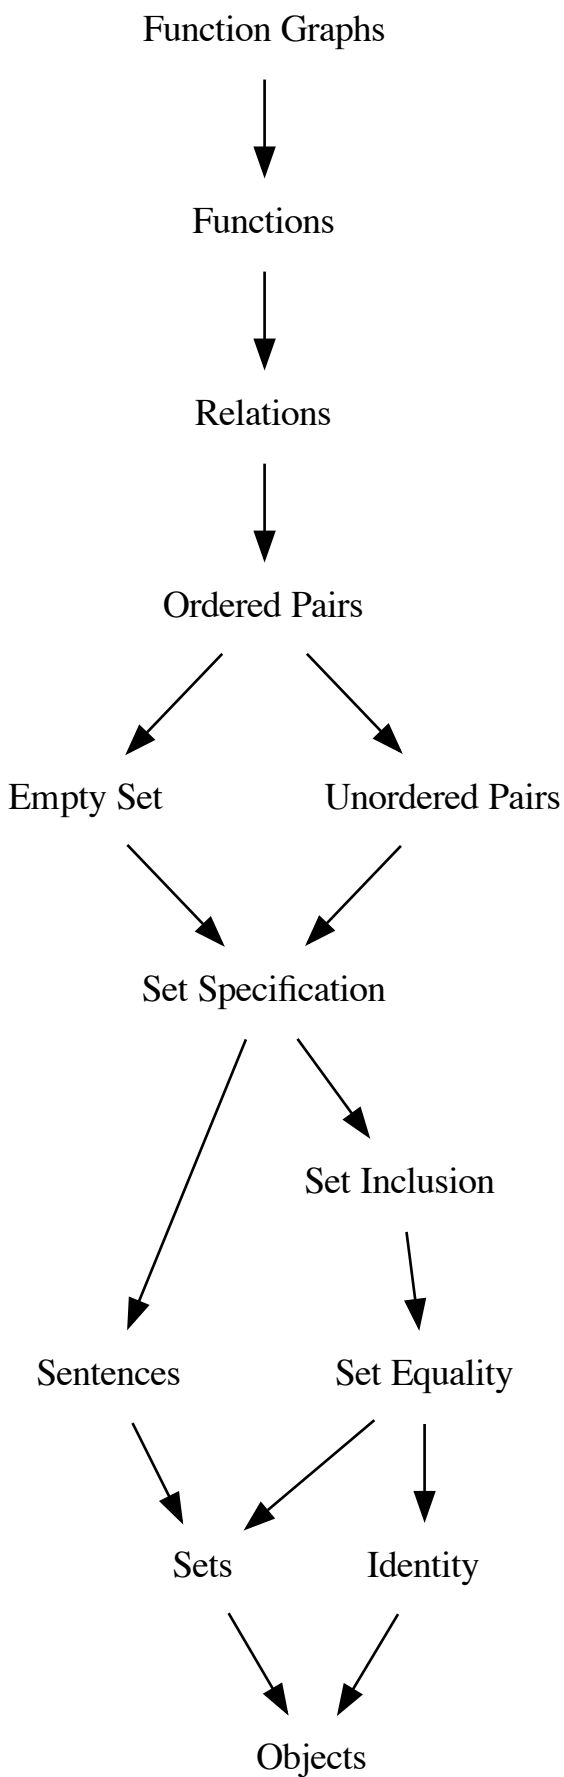 Function Graphs
Functions
Relations
Ordered Pairs
Empty Set
Unordered Pairs
Set Specification
Set Inclusion
Sentences
Set Equality
Sets
Identity
Objects